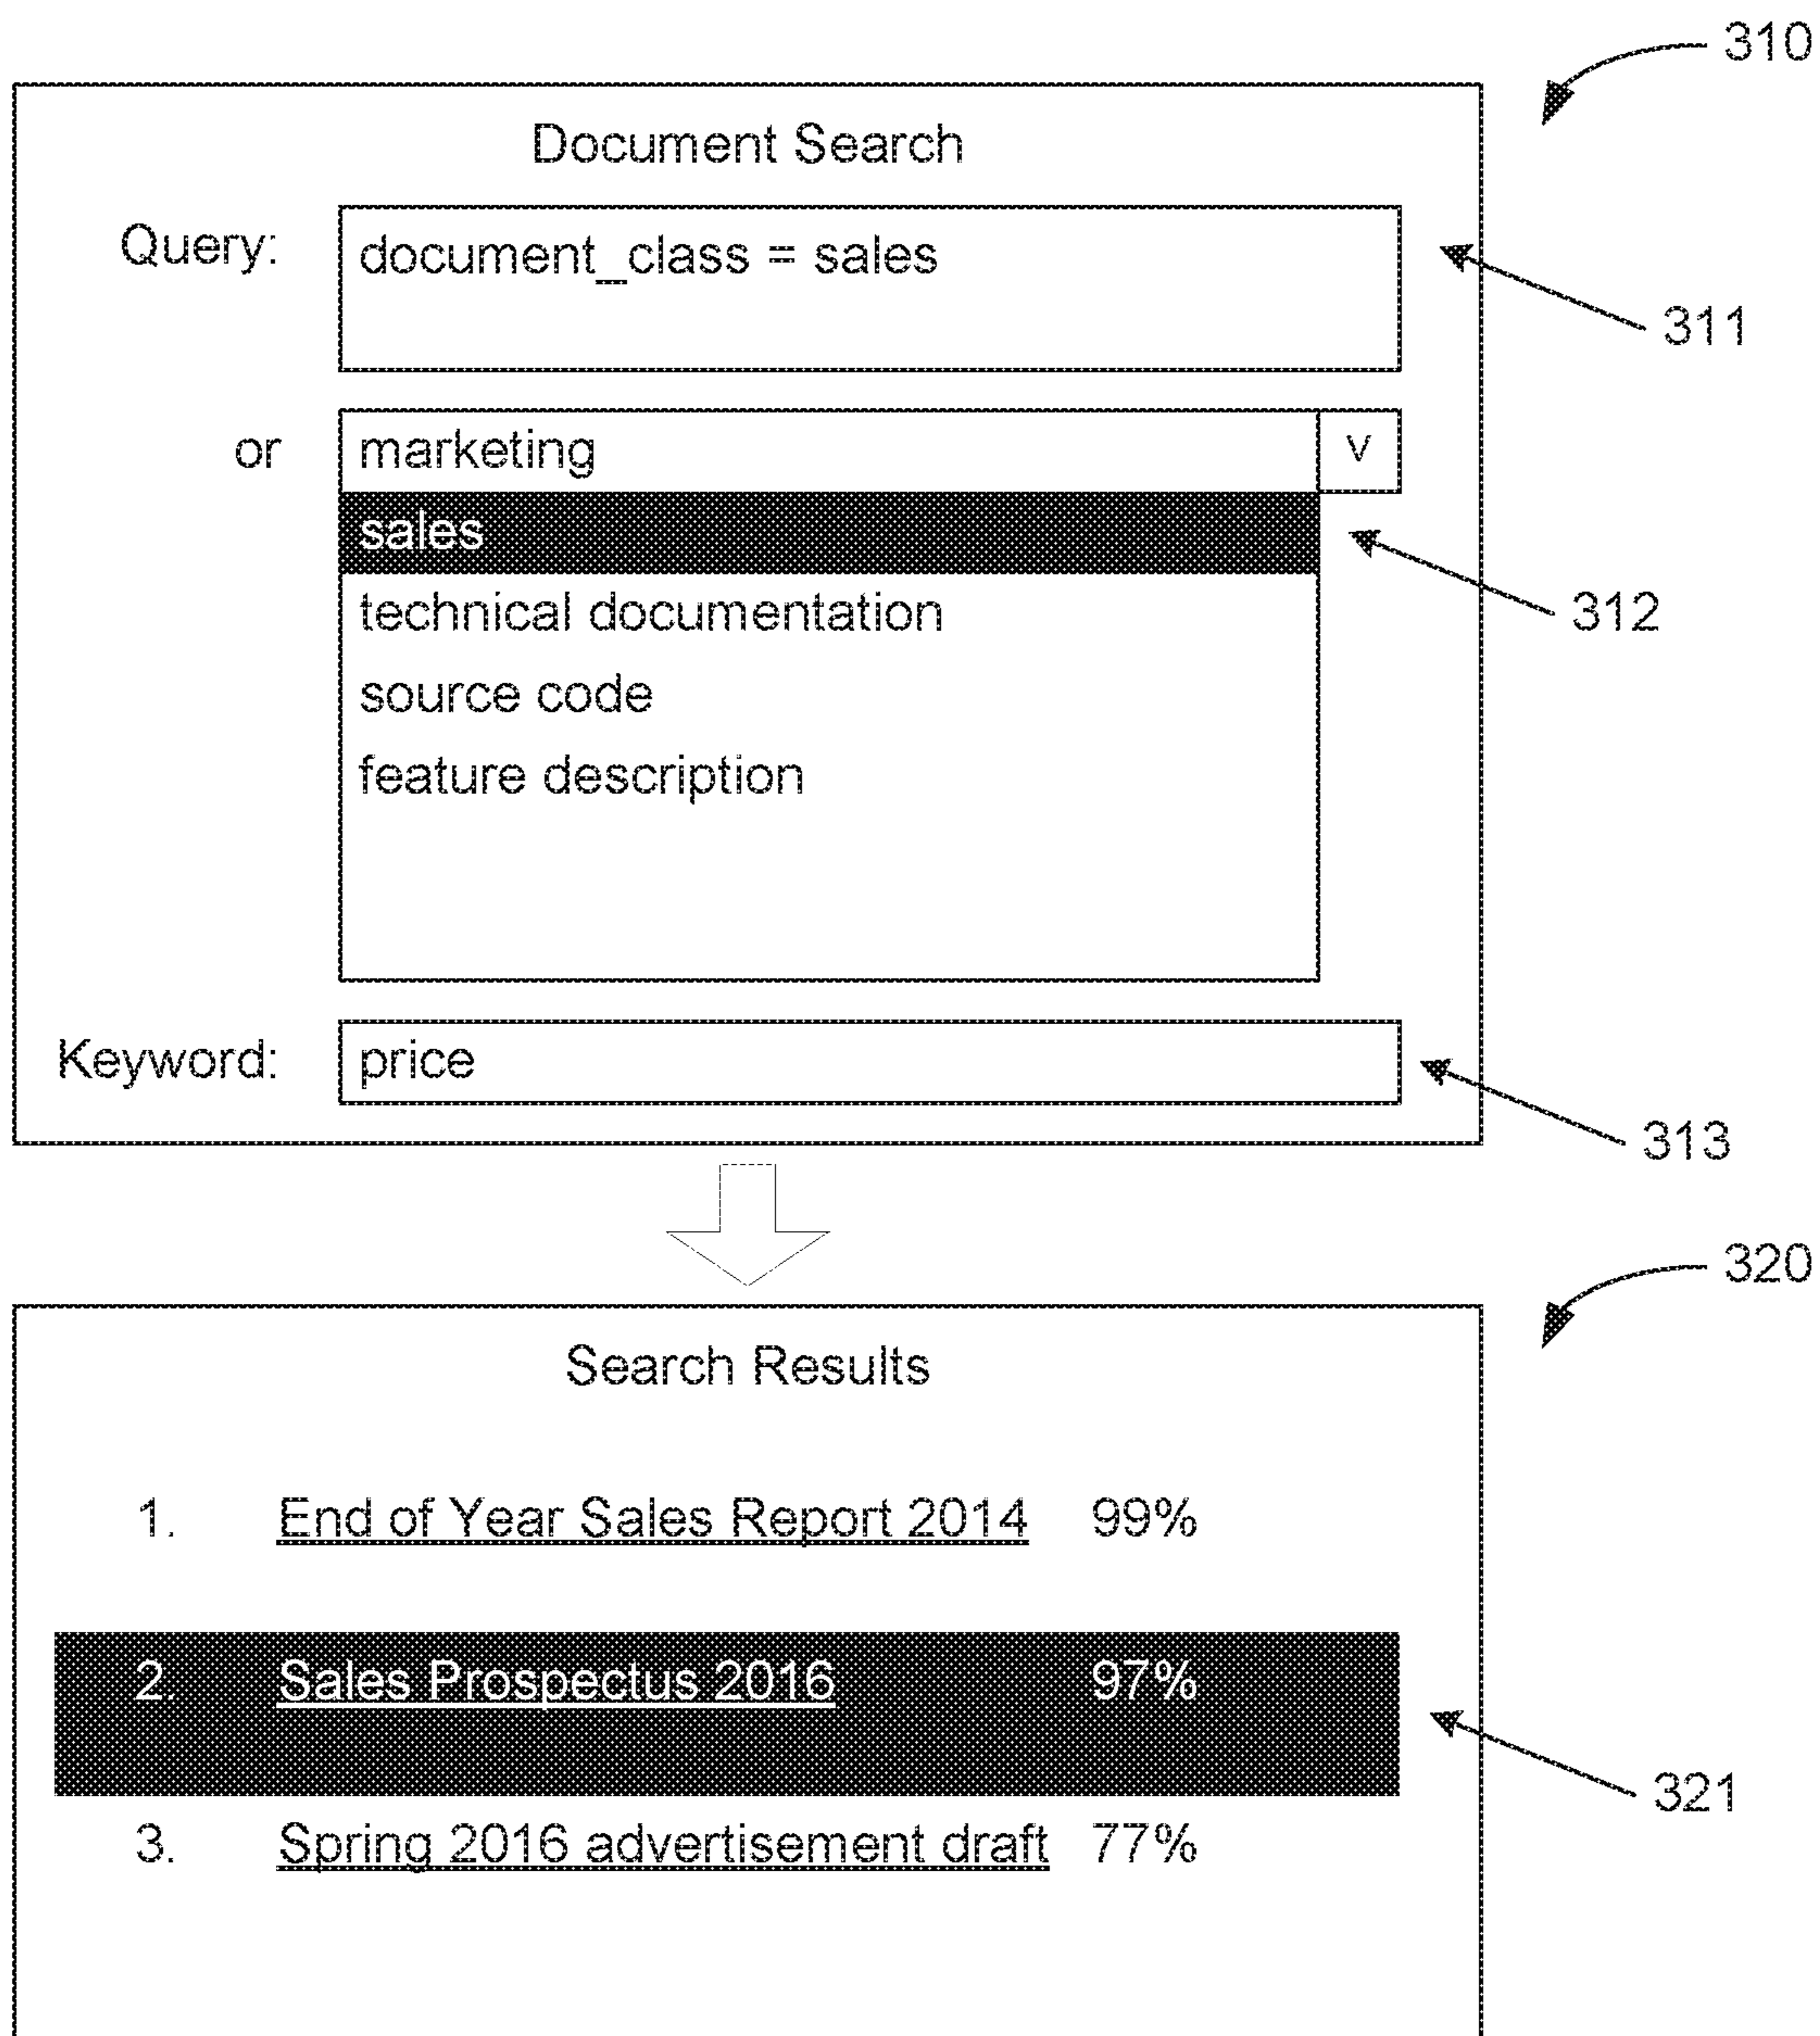 310
Document Search
Query: document_class = sales
311
or marketing v
sales
312
technical documentation
source code
feature description
Keyword: price
313
320
Search Results
1. End of Year Sales Report 2014 99%
2. Sales Prospectus 2016 97%
321
3. Spring 2016 advertisement draft 77%